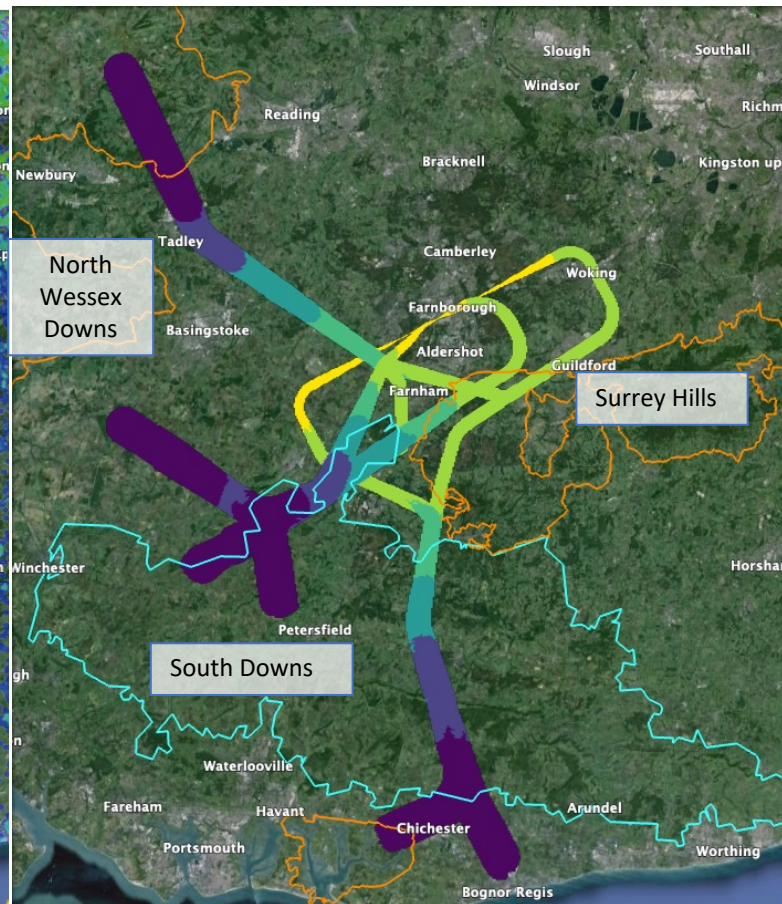 Slough
Southall
Windsor
Richm
Reading
Bracknell
Kingston up
Newbury
Camberley
Tadley
Woking
North
Wessex
Downs
Farnborough
Basingstoke
Aldershot
Guildford
Farnham
Surrey Hills
Winchester
Horsha
Petersfield
South Downs
Waterlooville
Fareham
Havant
Arundel
Chichester
Portsmouth
Worthing
Bognor Regis